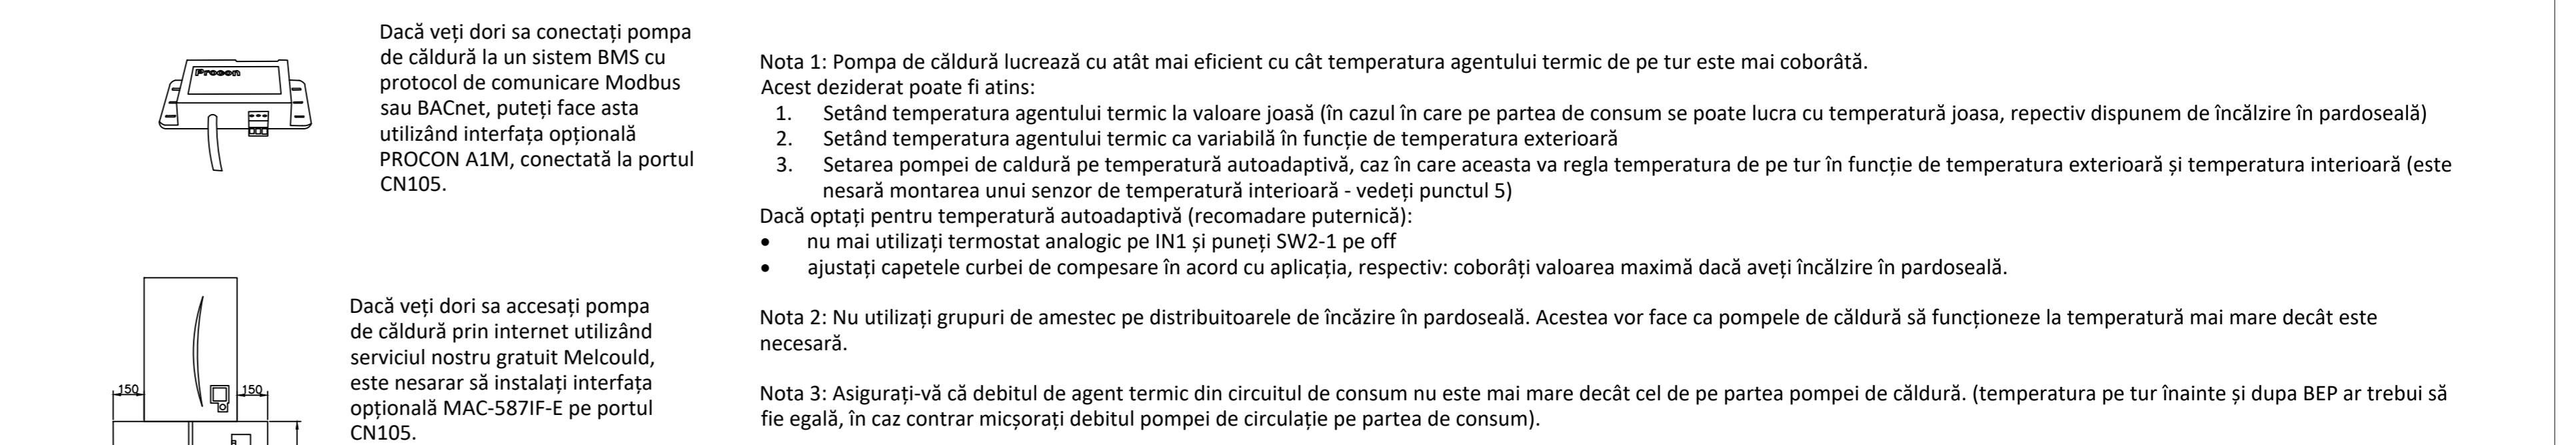 Dacă veți dori sa conectați pompa
de căldură la un sistem BMS cu
protocol de comunicare Modbus
sau BACnet, puteți face asta
utilizând interfața opțională
PROCON A1M, conectată la portul
CN105.
Procon
Dacă veți dori sa accesați pompa
de căldură prin internet utilizând
serviciul nostru gratuit Melcould,
este nesarar să instalați interfața
opțională MAC-587IF-E pe portul
CN105.
150
150
Nota 1: Pompa de căldură lucrează cu atât mai eficient cu cât temperatura agentului termic de pe tur este mai coborâtă.
Acest deziderat poate fi atins:
1. Setând temperatura agentului termic la valoare joasă (în cazul în care pe partea de consum se poate lucra cu temperatură joasa, repectiv dispunem de încălzire în pardoseală)
2. Setând temperatura agentului termic ca variabilă în funcție de temperatura exterioară
3. Setarea pompei de caldură pe temperatură autoadaptivă, caz în care aceasta va regla temperatura de pe tur în funcție de temperatura exterioară și temperatura interioară (este
nesară montarea unui senzor de temperatură interioară - vedeți punctul 5)
Dacă optați pentru temperatură autoadaptivă (recomadare puternică):
• nu mai utilizați termostat analogic pe IN1 și puneți SW2-1 pe off
• ajustați capetele curbei de compesare în acord cu aplicația, respectiv: coborâți valoarea maximă dacă aveți încălzire în pardoseală.
Nota 2: Nu utilizați grupuri de amestec pe distribuitoarele de încăzire în pardoseală. Acestea vor face ca pompele de căldură să funcționeze la temperatură mai mare decât este
necesară.
Nota 3: Asigurați-vă că debitul de agent termic din circuitul de consum nu este mai mare decât cel de pe partea pompei de căldură. (temperatura pe tur înainte și dupa BEP ar trebui să
fie egală, în caz contrar micșorați debitul pompei de circulație pe partea de consum).